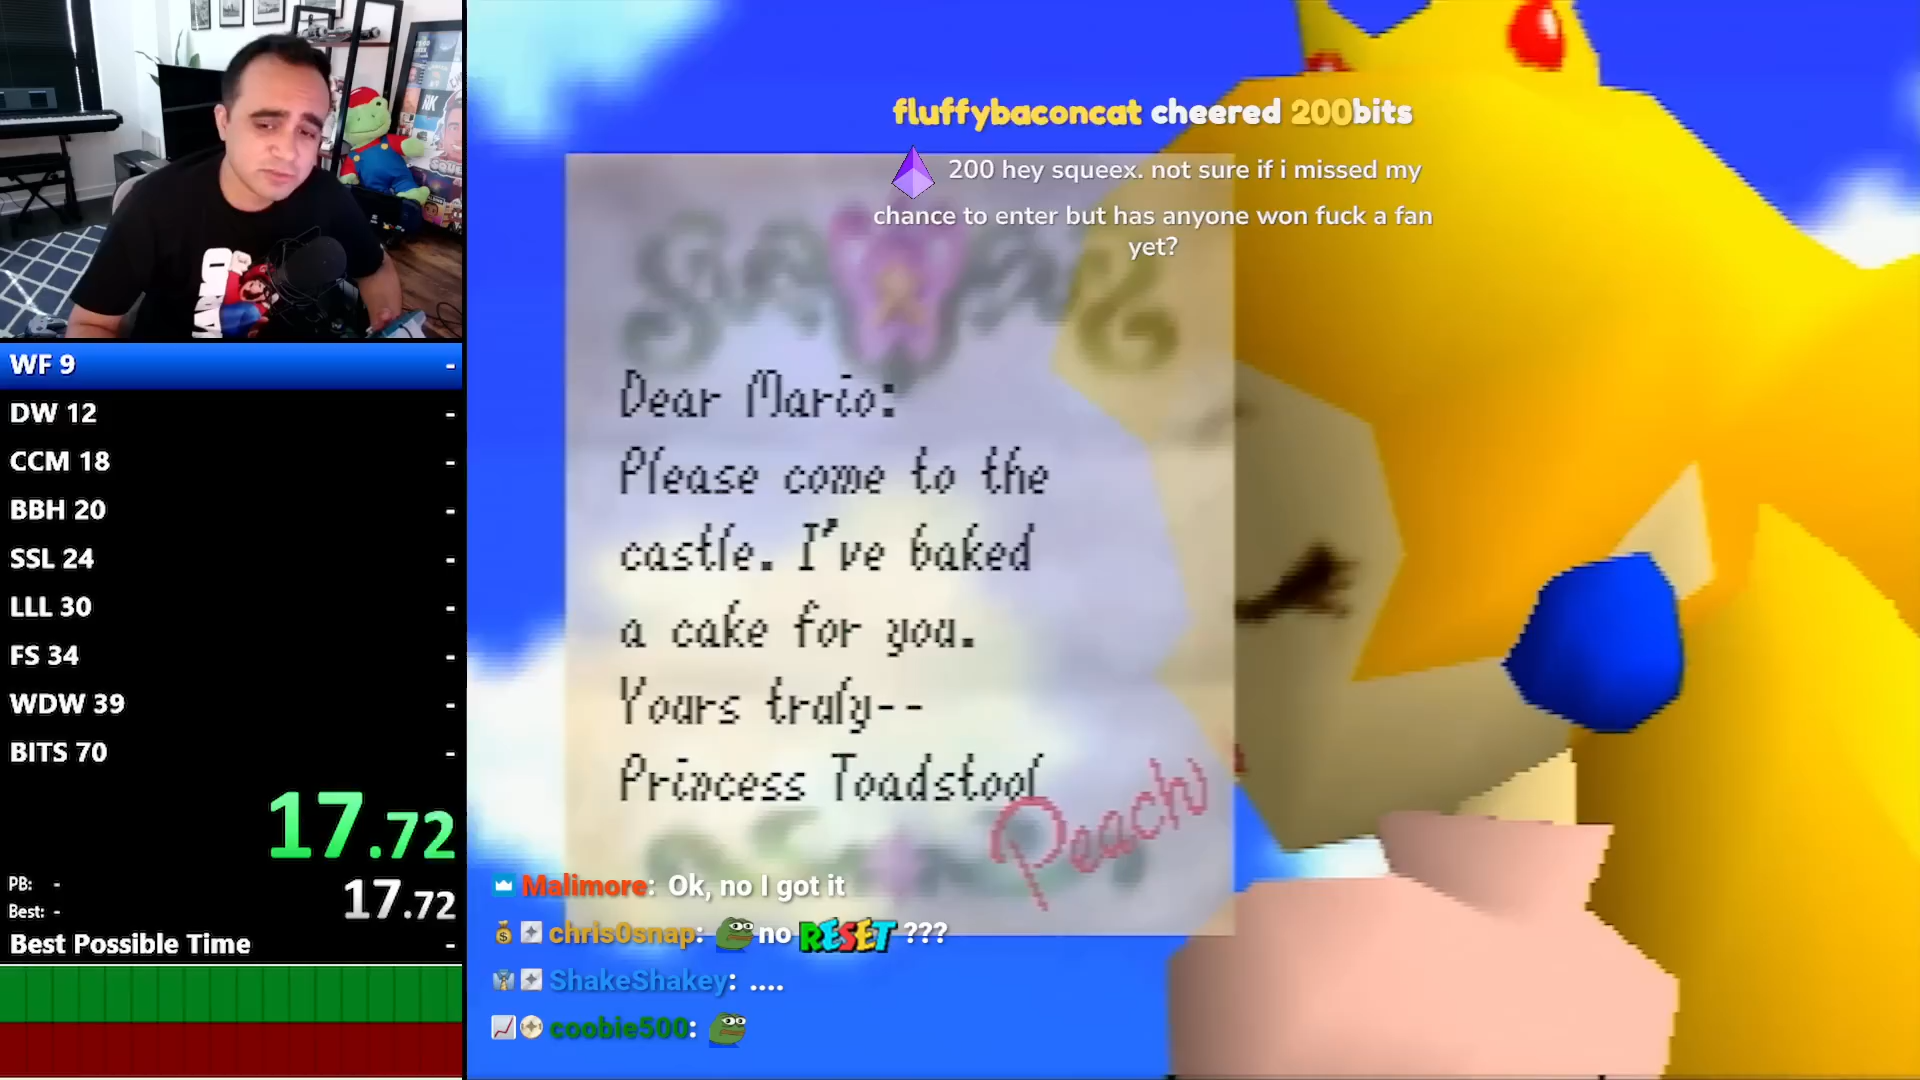 fluffybaconcat cheered 200bits
200 hey squeex. not sure if i missed my
chance to enter but has anyone won fuck a fan
yet?
Dear Mario:
Please come to the
castle. I've baked
a cake for you.
Yours truly--
Princess Toadstool
Peach
WF 9 -
DW 12 -
CCM 18 -
BBH 20 -
SSL 24 -
LLL 30 -
FS 34 -
WDW 39 -
BITS 70 -
17.72
PB: -
Best: -
17.72
Best Possible Time -
Malimore: Ok, no I got it
chris0snap: no RESET ???
ShakeShakey: ....
coobie500: